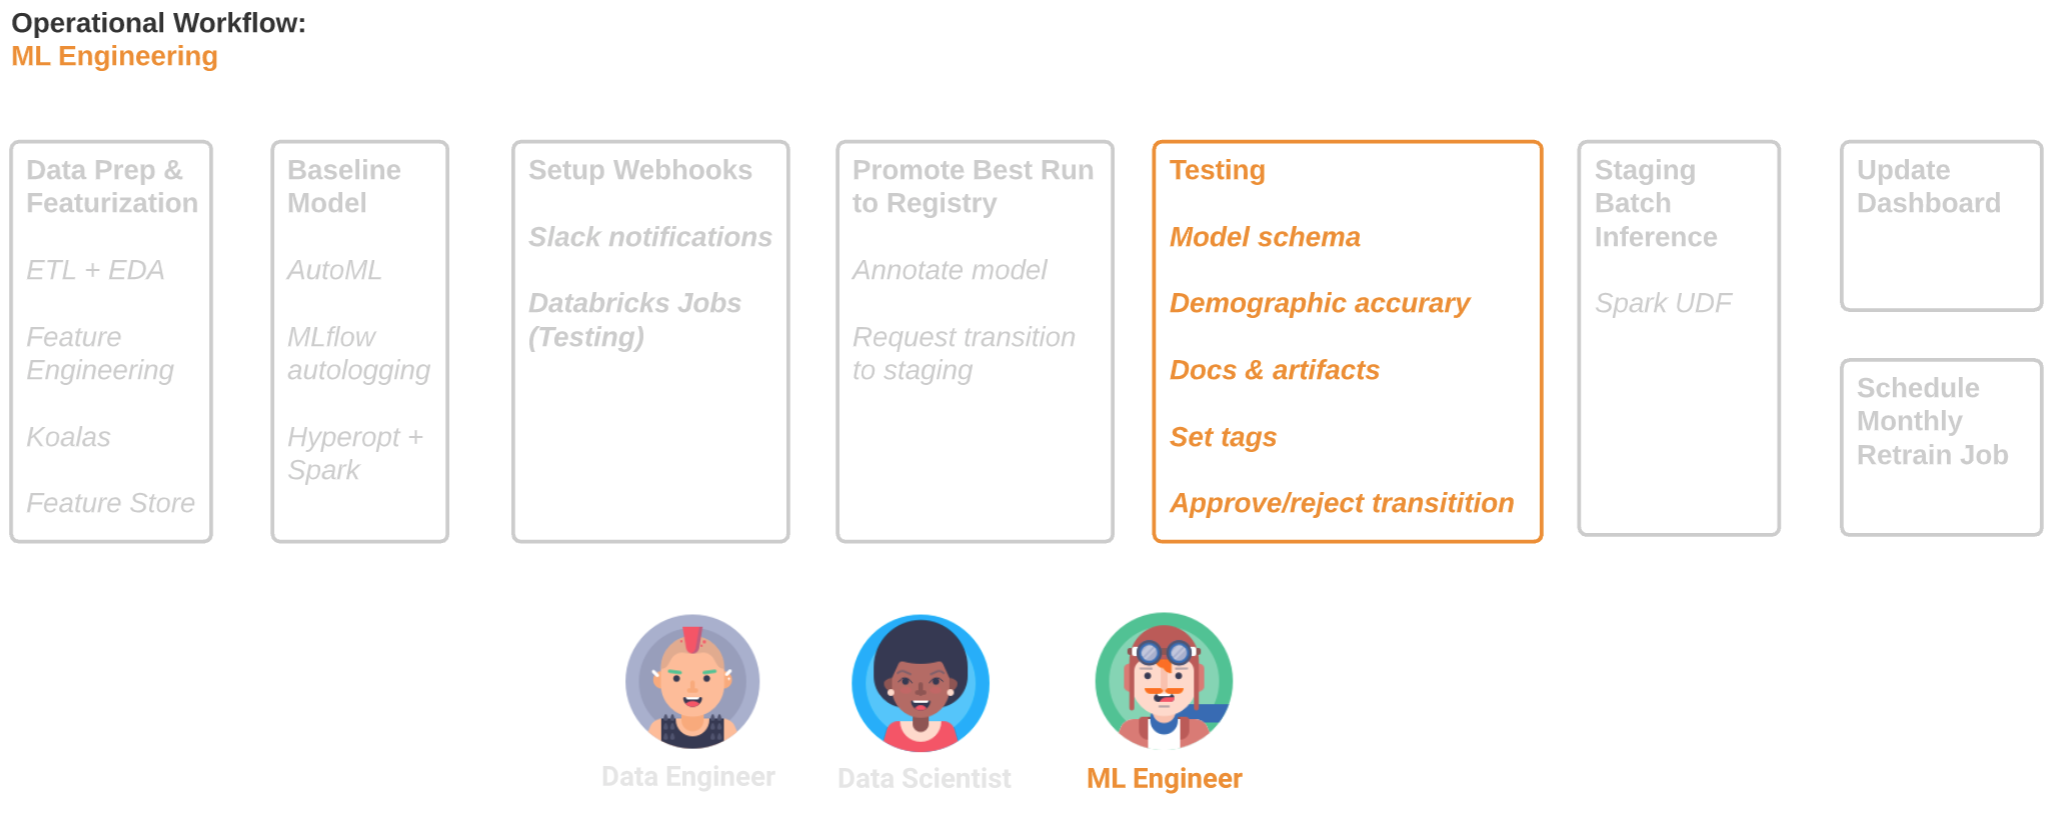 Operational Workflow:
ML Engineering
Data Prep &
Featurization
ETL + EDA
Feature
Engineering
Koalas
Feature Store
Baseline
Model
AutoML
MLflow
autologging
Hyperopt +
Spark
Setup Webhooks
Slack notifications
Databricks Jobs
(Testing)
Promote Best Run
to Registry
Annotate model
Request transition
to staging
Testing
Model schema
Demographic accurary
Docs & artifacts
Set tags
Approve/reject transitition
Staging
Batch
Inference
Spark UDF
Update
Dashboard
Schedule
Monthly
Retrain Job
Data Engineer
Data Scientist
ML Engineer